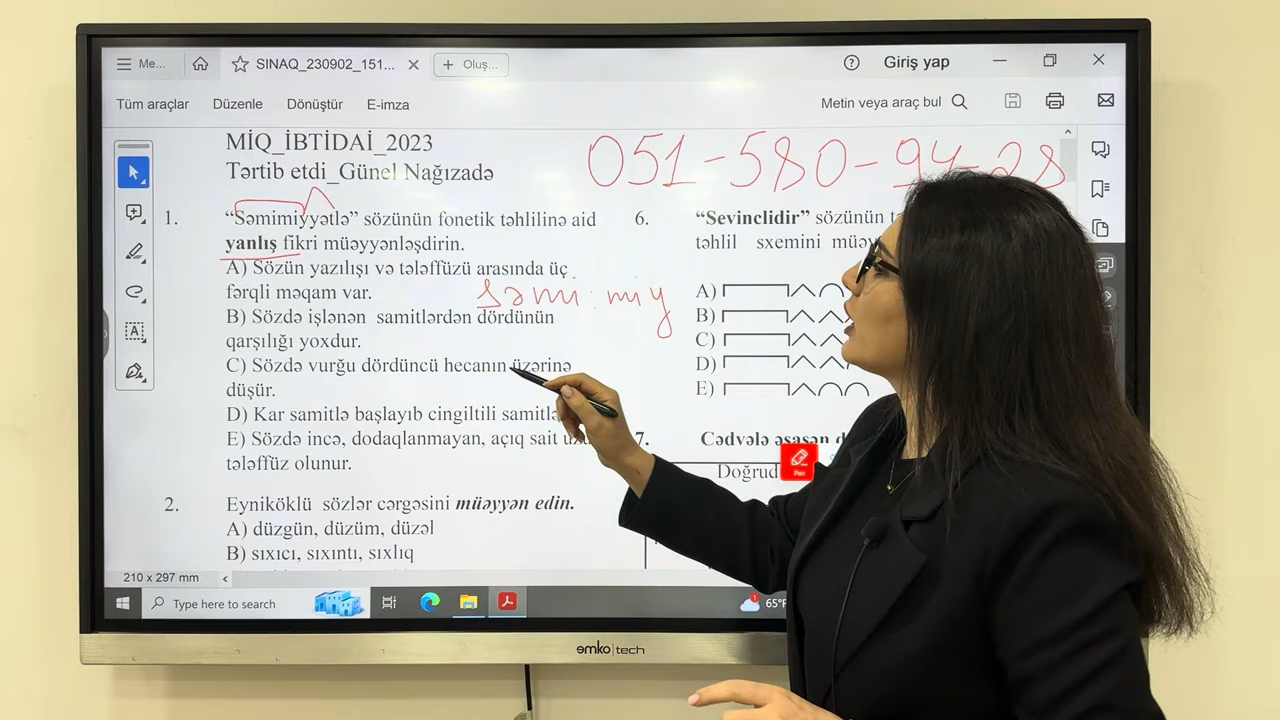 Me...
SINAQ_230902_151...
Oluş...
Giriş yap
Tüm araçlar
Düzenle
Dönüştür
E-imza
Metin veya araç bul
MİQ_İBTİDAİ_2023
Tərtib etdi_Günel Nağızadə
051-580-94-28
1. “Səmimiyyətlə” sözünün fonetik təhlilinə aid
yanlış fikri müəyyənləşdirin.
A) Sözün yazılışı və tələffüzü arasında üç
fərqli məqam var.
səmi:miy
B) Sözdə işlənən samitlərdən dördünün
qarşılığı yoxdur.
C) Sözdə vurğu dördüncü hecanın üzərinə
düşür.
D) Kar samitlə başlayıb cingiltili
E) Sözdə incə, dodaqlanmayan, açıq sait
tələffüz olunur.
2. Eyniköklü sözlər cərgəsini müəyyən edin.
A) düzgün, düzüm, düzəl
B) sıxıcı, sıxıntı, sıxlıq
6. “Sevinclidir” sözünün
təhlil sxemini
A)
B)
C)
D)
E)
7. Cədvələ əsasən
Pen
210 x 297 mm
Type here to search
65°F
emko|tech